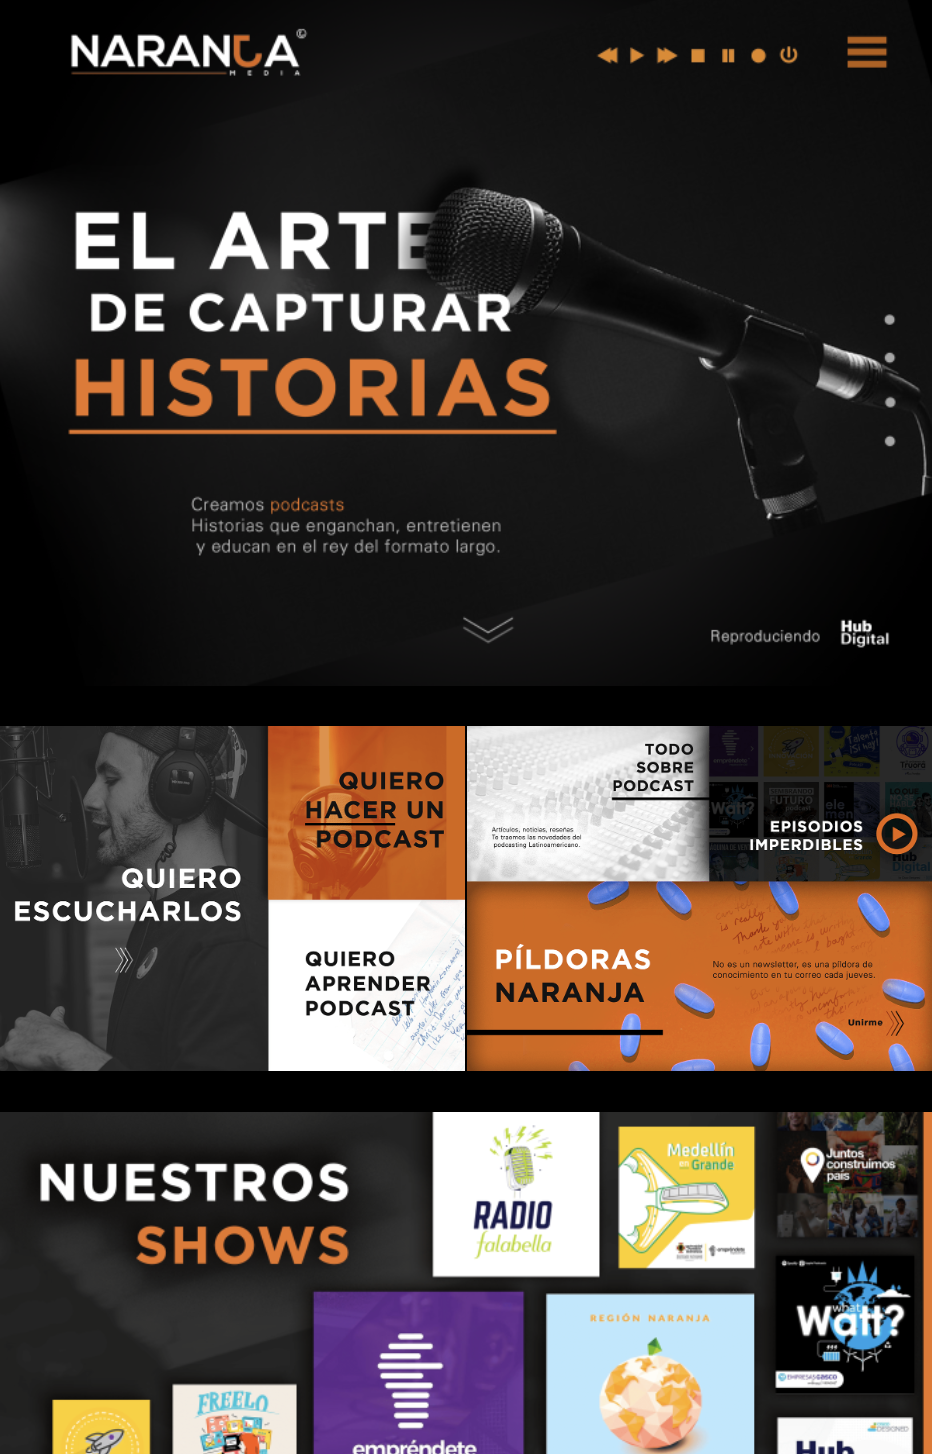 NARANJA
MEDIA
EL ARTE
DE CAPTURAR
HISTORIAS
Creamos podcasts
Historias que enganchan, entretienen
y educan en el rey del formato largo.
Reproduciendo
Hub
Digital
QUIERO
ESCUCHARLOS
QUIERO
HACER UN
PODCAST
QUIERO
APRENDER
PODCAST
TODO
SOBRE
PODCAST
Artículos, noticias, reseñas
Te traemos las novedades del
podcasting Latinoamericano.
EPISODIOS
IMPERDIBLES
PÍLDORAS
NARANJA
No es un newsletter, es una píldora de
conocimiento en tu correo cada jueves.
Unirme
NUESTROS
SHOWS
RADIO
falabella
Medellín
en
Grande
Juntos
construimos
país
what
Watt?
EMPRESAS GASCO
REGIÓN NARANJA
FREELO
empréndete
Hub